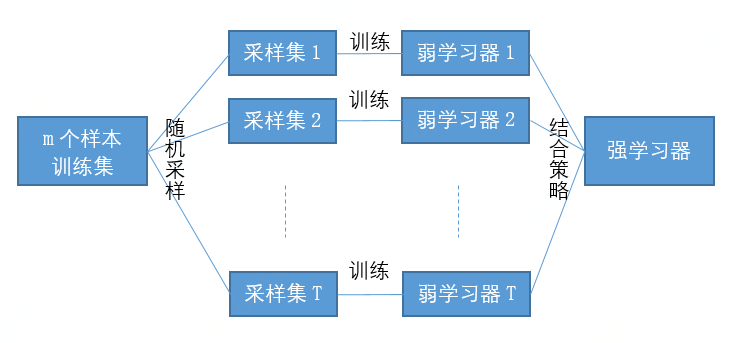 采样集 1
训练
弱学习器 1
采样集 2
训练
弱学习器 2
m 个样本
训练集
随机采样
结合策略
强学习器
采样集 T
训练
弱学习器 T